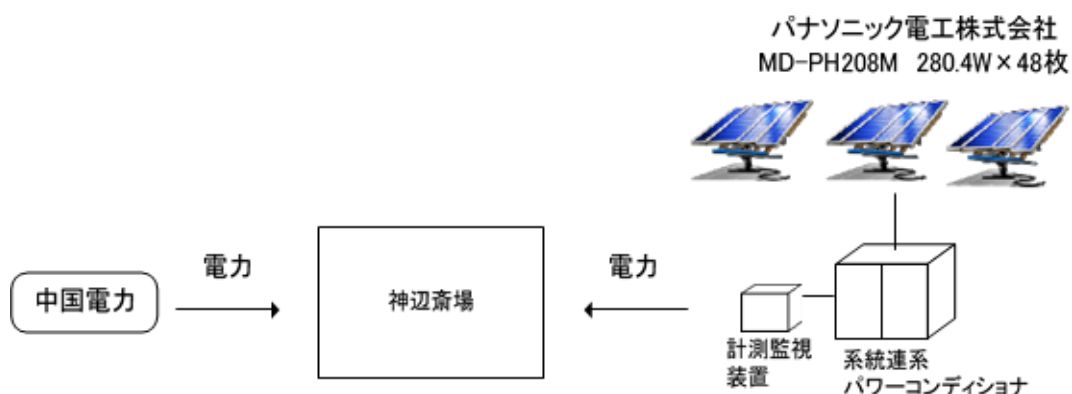 パナソニック電工株式会社
MD-PH208M 280.4W×48枚
電力
電力
中国電力
神辺斎場
計測監視
装置
系統連系
パワーコンディショナ